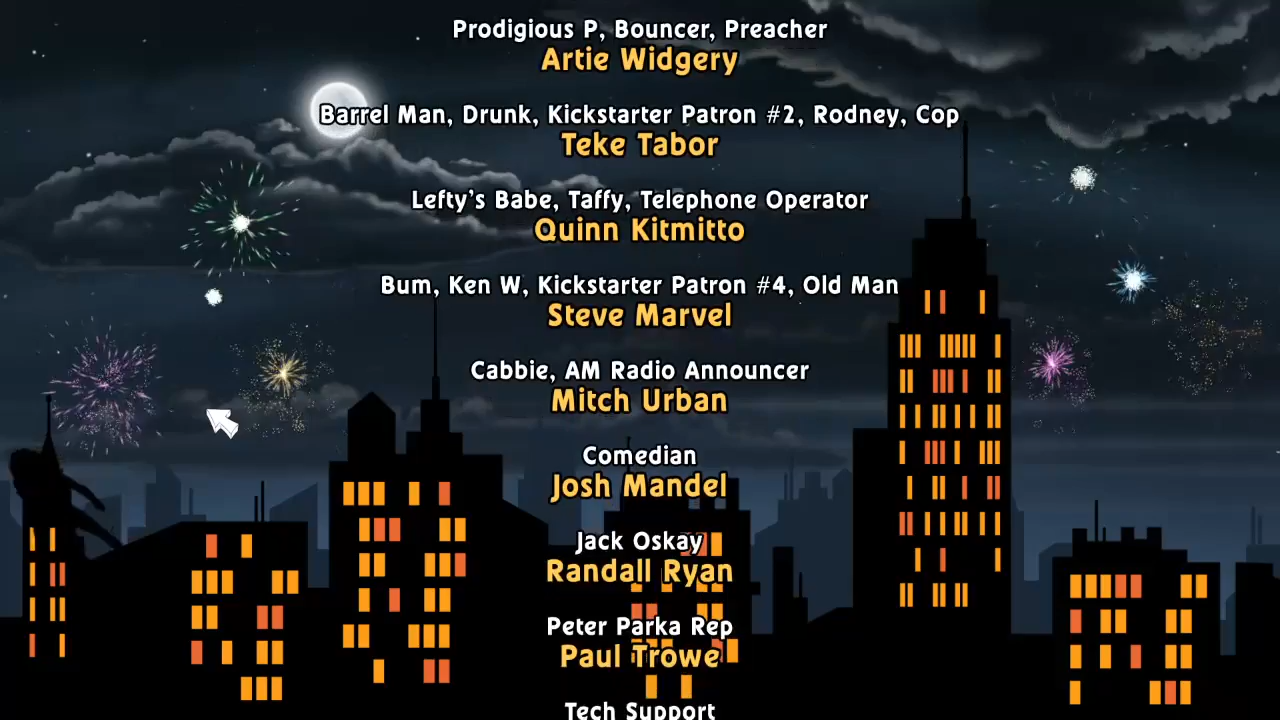 Prodigious P, Bouncer, Preacher
Artie Widgery
Barrel Man, Drunk, Kickstarter Patron #2, Rodney, Cop
Teke Tabor
Lefty's Babe, Taffy, Telephone Operator
Quinn Kitmitto
Bum, Ken W, Kickstarter Patron #4, Old Man
Steve Marvel
Cabbie, AM Radio Announcer
Mitch Urban
Comedian
Josh Mandel
Jack Oskay
Randall Ryan
Peter Parka Rep
Paul Trowe
Tech Support